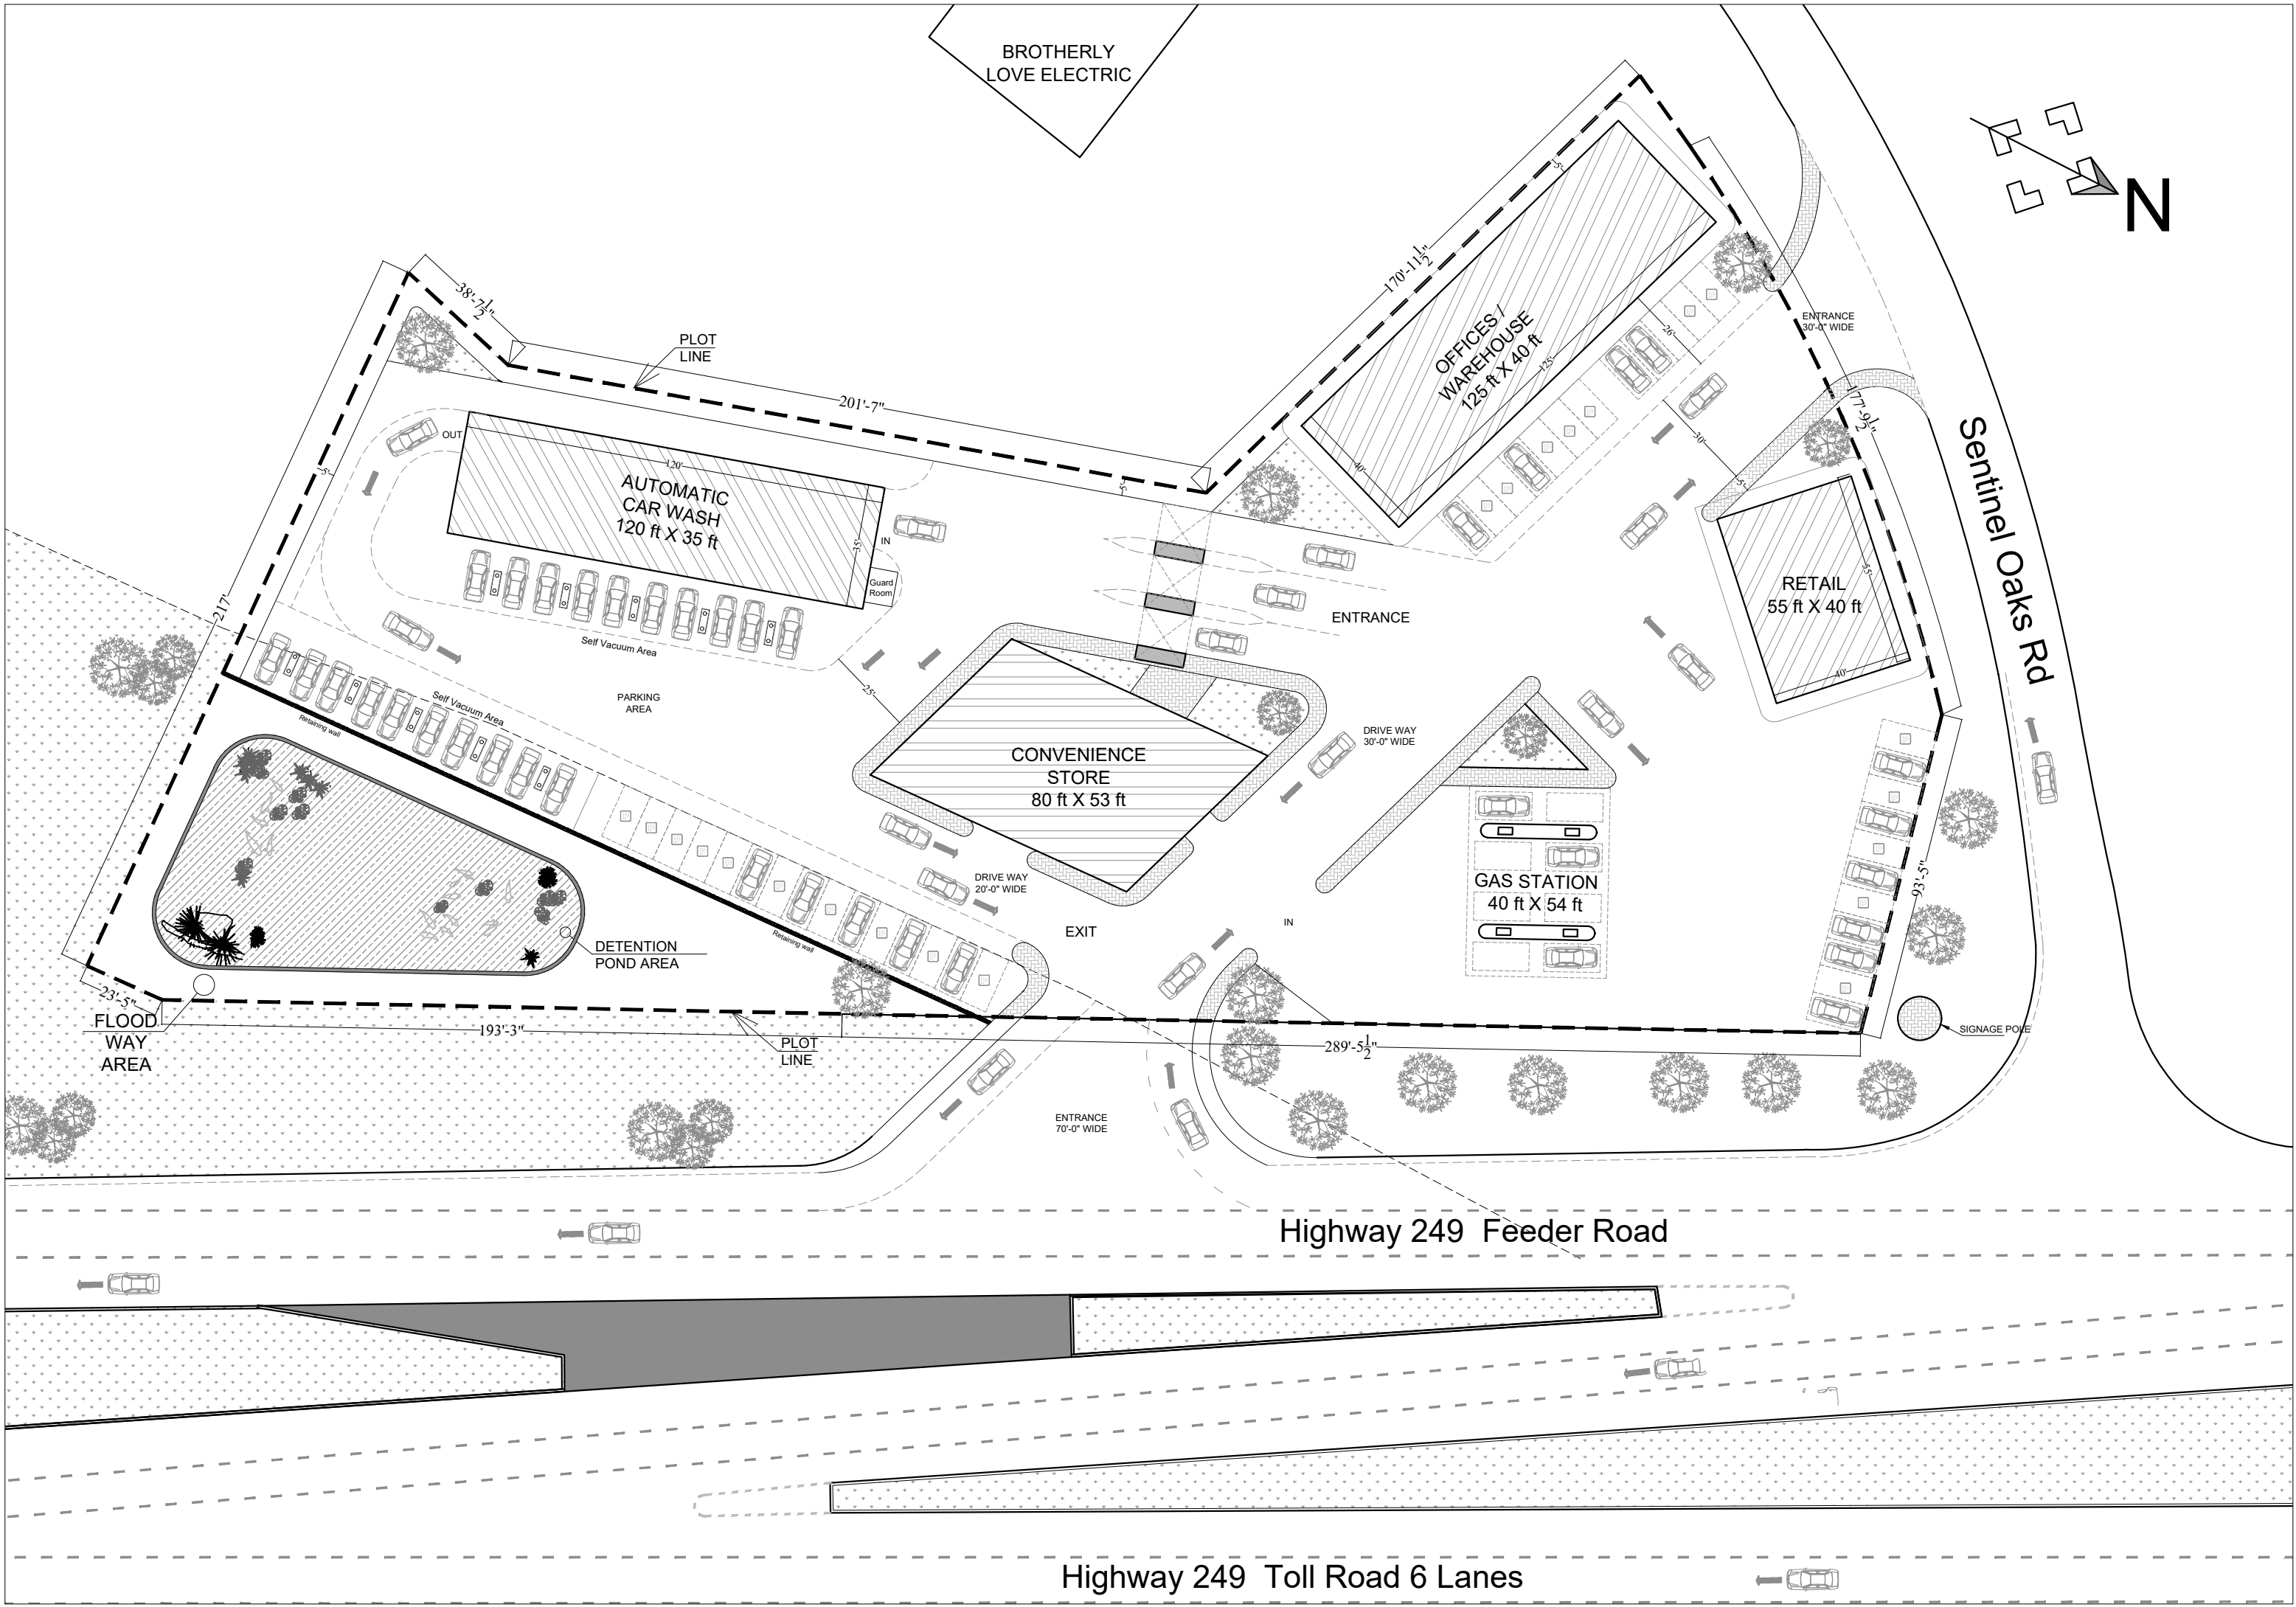 BROTHERLY
LOVE ELECTRIC
N
38'-7 1/2"
PLOT
LINE
201'-7"
170'-11 1/2"
5'
OFFICES /
WAREHOUSE
125 ft X 40 ft
125'
40'
26'
30'
5'
ENTRANCE
30'-0" WIDE
177'-9 1/2"
Sentinel Oaks Rd
OUT
120'
AUTOMATIC
CAR WASH
120 ft X 35 ft
35'
IN
Guard
Room
5'
5'
217'
Self Vacuum Area
Self Vacuum Area
Retaining wall
PARKING
AREA
25'
ENTRANCE
RETAIL
55 ft X 40 ft
55'
40'
CONVENIENCE
STORE
80 ft X 53 ft
DRIVE WAY
30'-0" WIDE
DRIVE WAY
20'-0" WIDE
GAS STATION
40 ft X 54 ft
93'-5"
EXIT
IN
Retaining wall
DETENTION
POND AREA
23'-5"
FLOOD
WAY
AREA
193'-3"
PLOT
LINE
289'-5 1/2"
SIGNAGE POLE
ENTRANCE
70'-0" WIDE
Highway 249 Feeder Road
Highway 249 Toll Road 6 Lanes